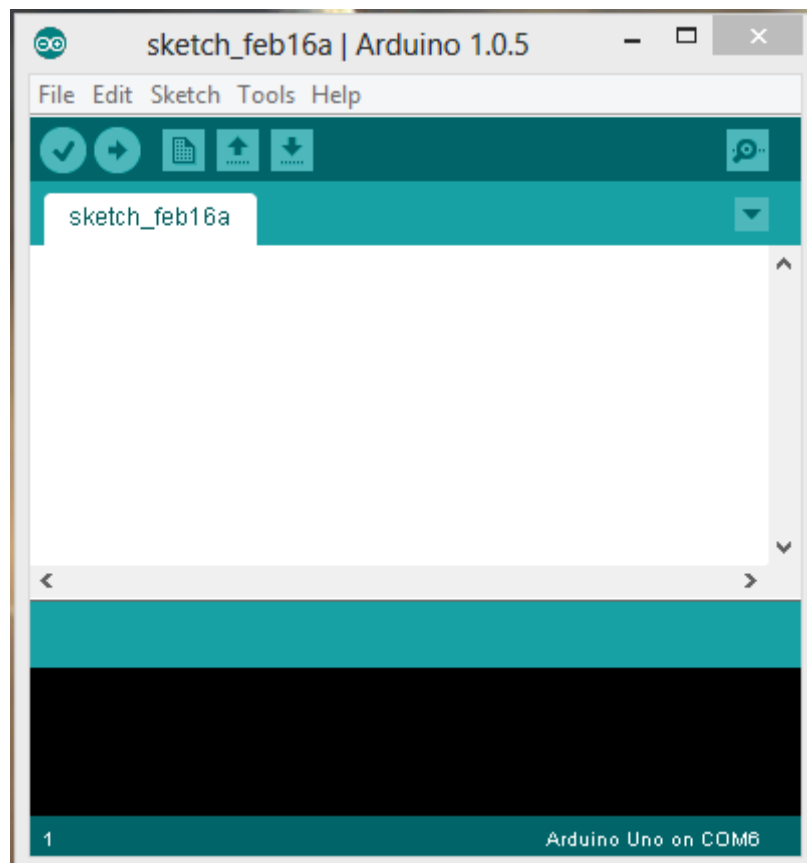 sketch_feb16a | Arduino 1.0.5
File Edit Sketch Tools Help
sketch_feb16a
1 Arduino Uno on COM6